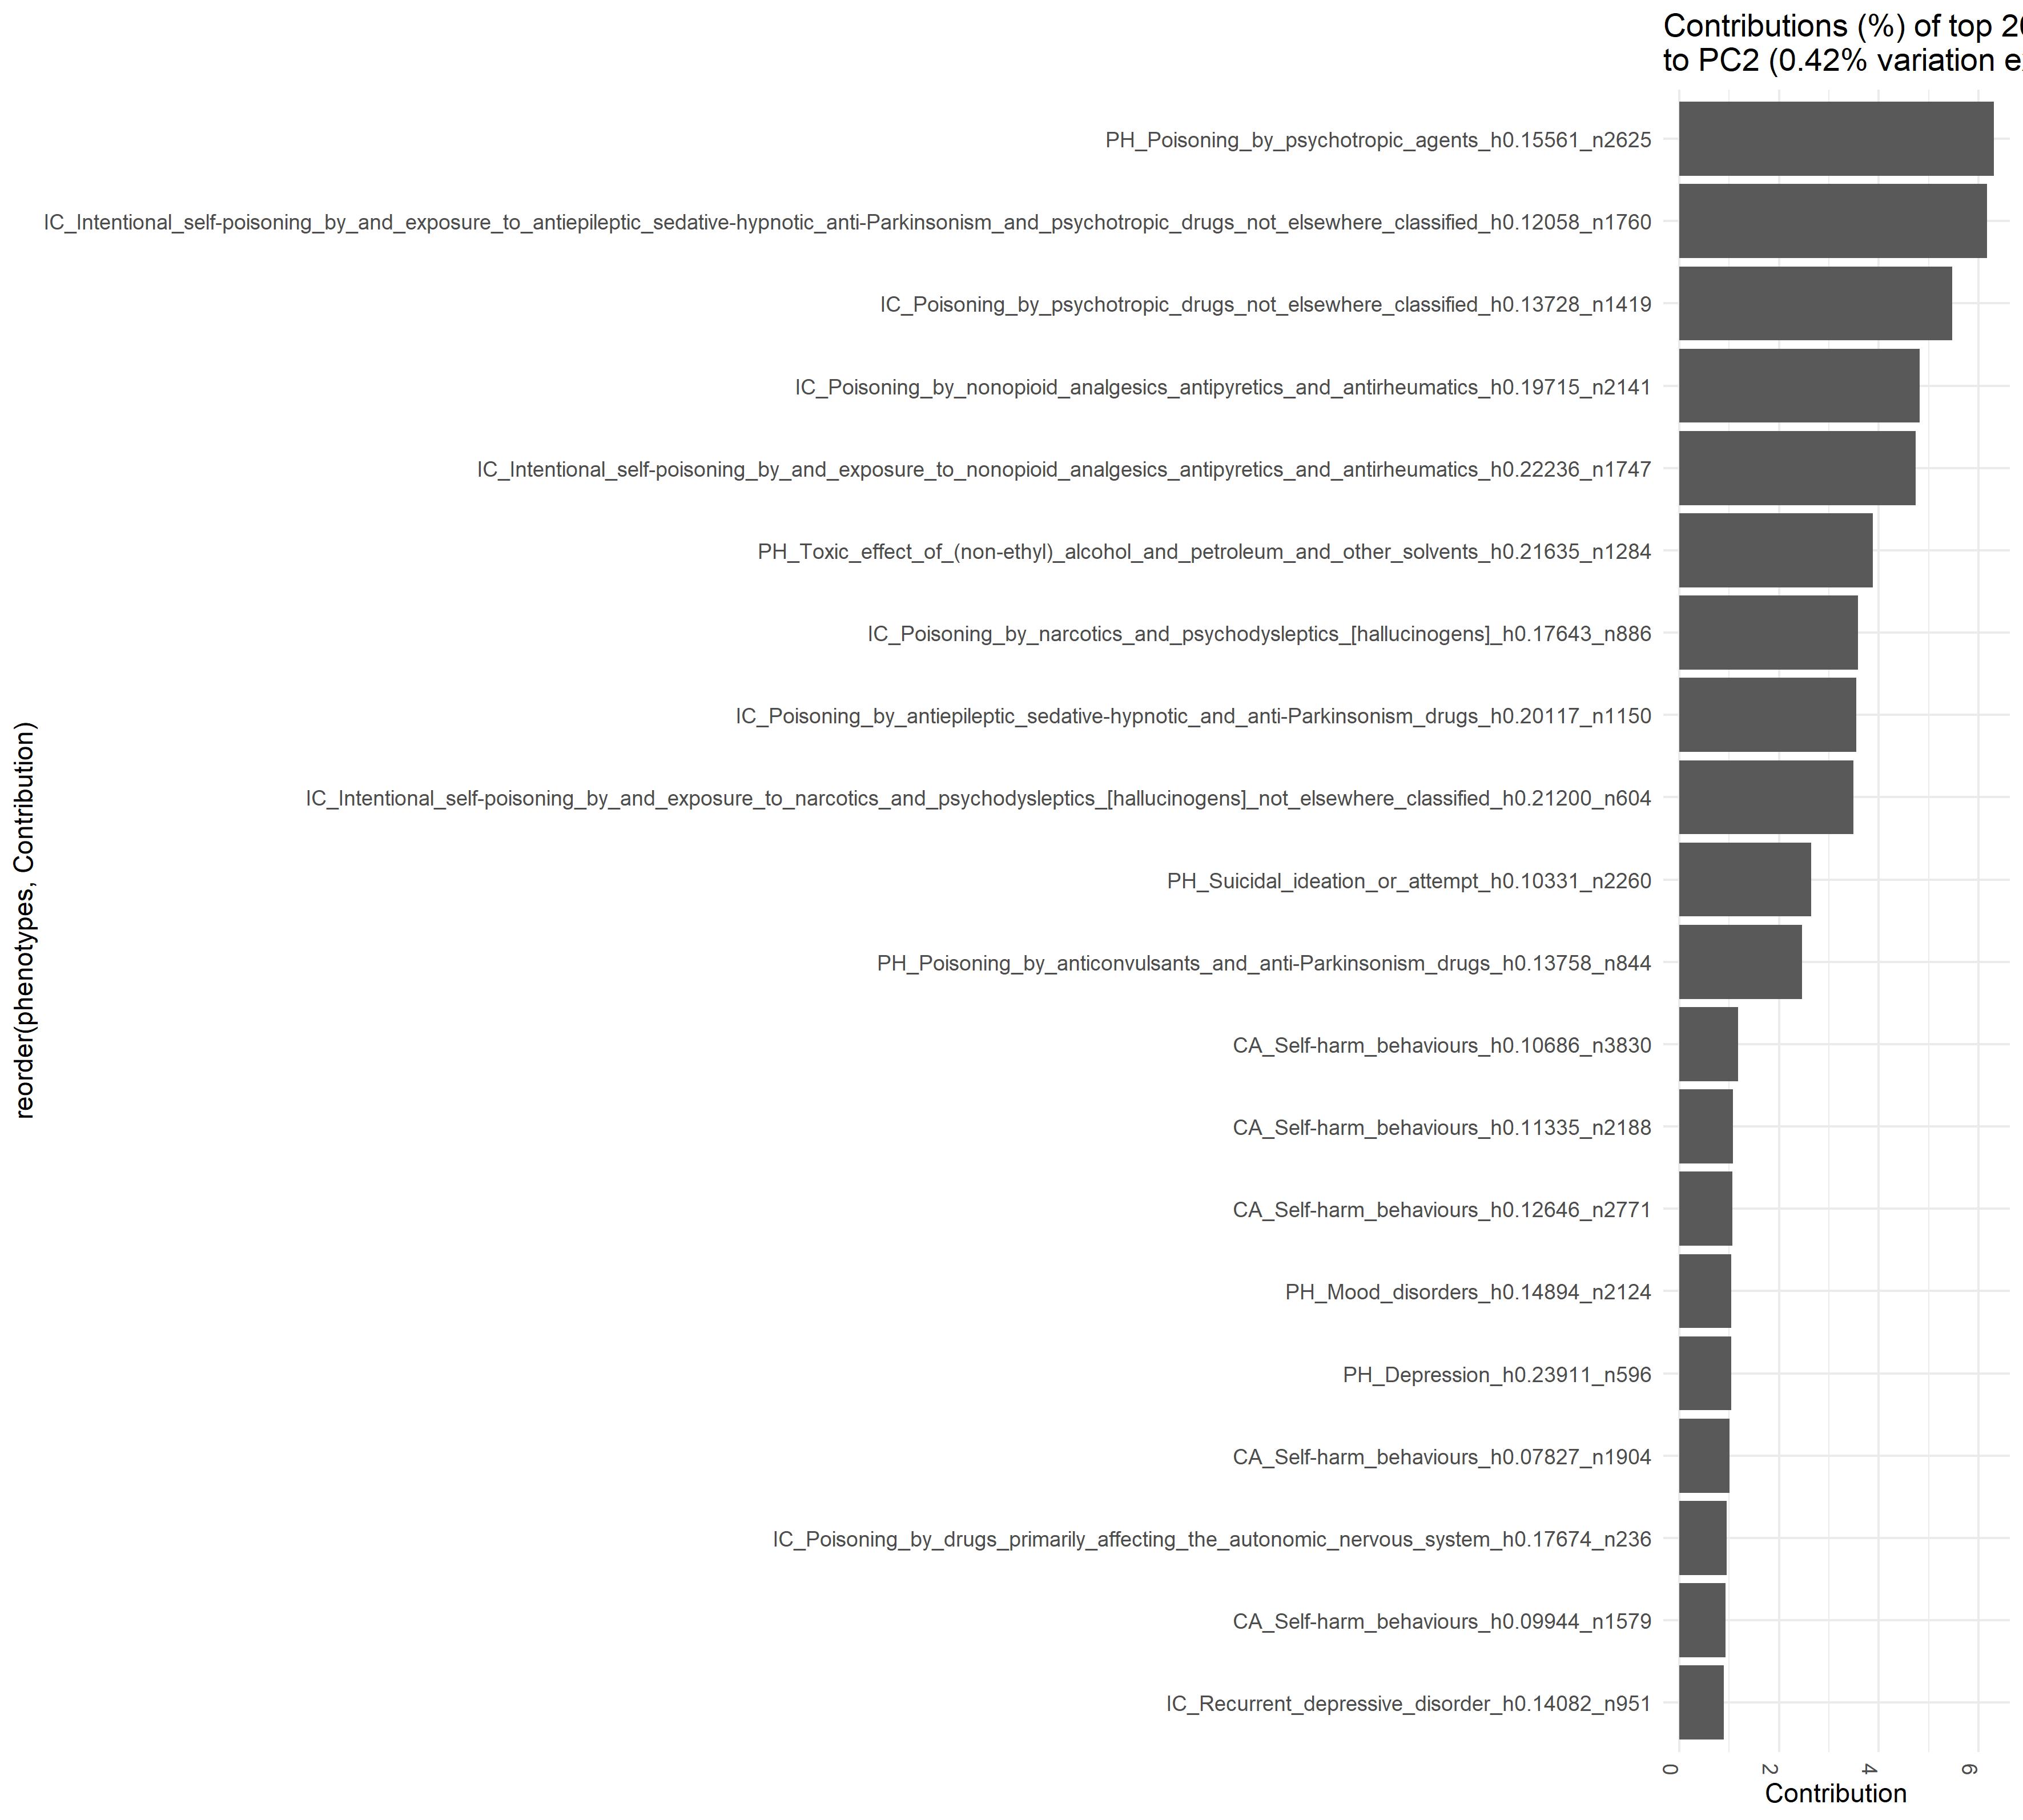 Contributions (%) of top 20
to PC2 (0.42% variation ex
PH_Poisoning_by_psychotropic_agents_h0.15561_n2625
IC_Intentional_self-poisoning_by_and_exposure_to_antiepileptic_sedative-hypnotic_anti-Parkinsonism_and_psychotropic_drugs_not_elsewhere_classified_h0.12058_n1760
IC_Poisoning_by_psychotropic_drugs_not_elsewhere_classified_h0.13728_n1419
IC_Poisoning_by_nonopioid_analgesics_antipyretics_and_antirheumatics_h0.19715_n2141
IC_Intentional_self-poisoning_by_and_exposure_to_nonopioid_analgesics_antipyretics_and_antirheumatics_h0.22236_n1747
PH_Toxic_effect_of_(non-ethyl)_alcohol_and_petroleum_and_other_solvents_h0.21635_n1284
IC_Poisoning_by_narcotics_and_psychodysleptics_[hallucinogens]_h0.17643_n886
IC_Poisoning_by_antiepileptic_sedative-hypnotic_and_anti-Parkinsonism_drugs_h0.20117_n1150
IC_Intentional_self-poisoning_by_and_exposure_to_narcotics_and_psychodysleptics_[hallucinogens]_not_elsewhere_classified_h0.21200_n604
PH_Suicidal_ideation_or_attempt_h0.10331_n2260
PH_Poisoning_by_anticonvulsants_and_anti-Parkinsonism_drugs_h0.13758_n844
CA_Self-harm_behaviours_h0.10686_n3830
CA_Self-harm_behaviours_h0.11335_n2188
CA_Self-harm_behaviours_h0.12646_n2771
PH_Mood_disorders_h0.14894_n2124
PH_Depression_h0.23911_n596
CA_Self-harm_behaviours_h0.07827_n1904
IC_Poisoning_by_drugs_primarily_affecting_the_autonomic_nervous_system_h0.17674_n236
CA_Self-harm_behaviours_h0.09944_n1579
IC_Recurrent_depressive_disorder_h0.14082_n951
reorder(phenotypes, Contribution)
0 2 4 6
Contribution